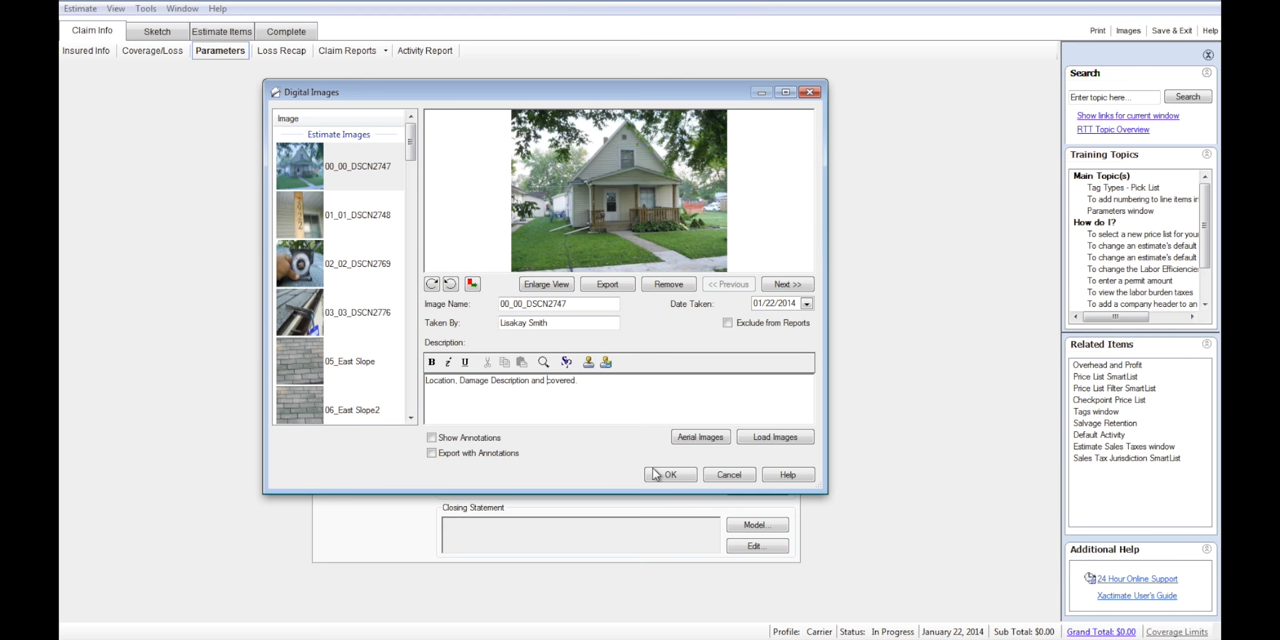 Estimate View Tools Window Help
Claim Info Sketch Estimate Items Complete
Print Images Save & Exit Help
Insured Info Coverage/Loss Parameters Loss Recap Claim Reports Activity Report
Digital Images
Image
Estimate Images
00_00_DSCN2747
01_01_DSCN2748
02_02_DSCN2769
03_03_DSCN2776
05_East Slope
06_East Slope2
Enlarge View Export Remove << Previous Next >>
Image Name: 00_00_DSCN2747 Date Taken: 01/22/2014
Taken By: Lisakay Smith Exclude from Reports
Description:
B i U
Location, Damage Description and covered.
Show Annotations Aerial Images Load Images
Export with Annotations
OK Cancel Help
Closing Statement
Model...
Edit...
Search
Enter topic here... Search
Show links for current window
RTT Topic Overview
Training Topics
Main Topic(s)
Tag Types - Pick List
To add numbering to line items in
Parameters window
How do I?
To select a new price list for your
To change an estimate's default
To change an estimate's default
To change the Labor Efficiencies
To enter a permit amount
To view the labor burden taxes
To add a company header to an
Related Items
Overhead and Profit
Price List SmartList
Price List Filter SmartList
Checkpoint Price List
Tags window
Salvage Retention
Default Activity
Estimate Sales Taxes window
Sales Tax Jurisdiction SmartList
Additional Help
24 Hour Online Support
Xactimate User's Guide
Profile: Carrier Status: In Progress January 22, 2014 Sub Total: $0.00 Grand Total: $0.00 Coverage Limits